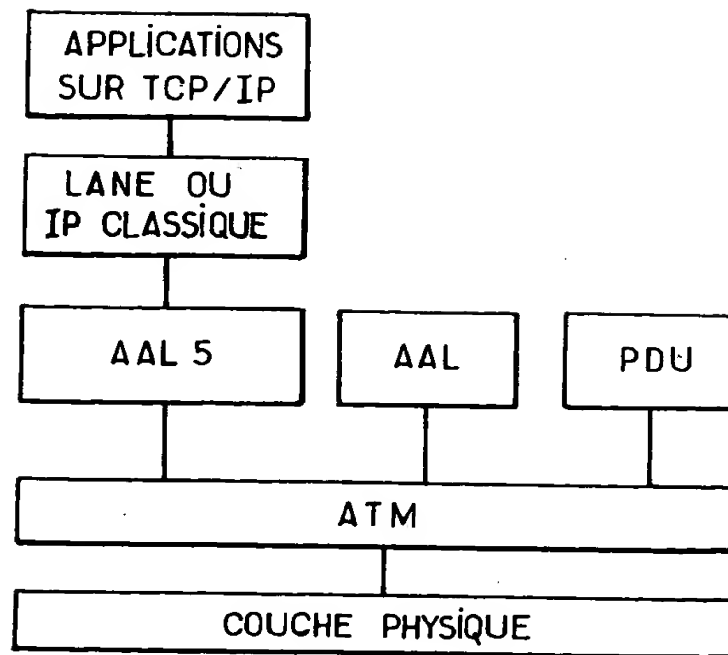 APPLICATIONS
SUR TCP/IP
LANE OU
IP CLASSIQUE
AAL 5
AAL
PDU
ATM
COUCHE PHYSIQUE